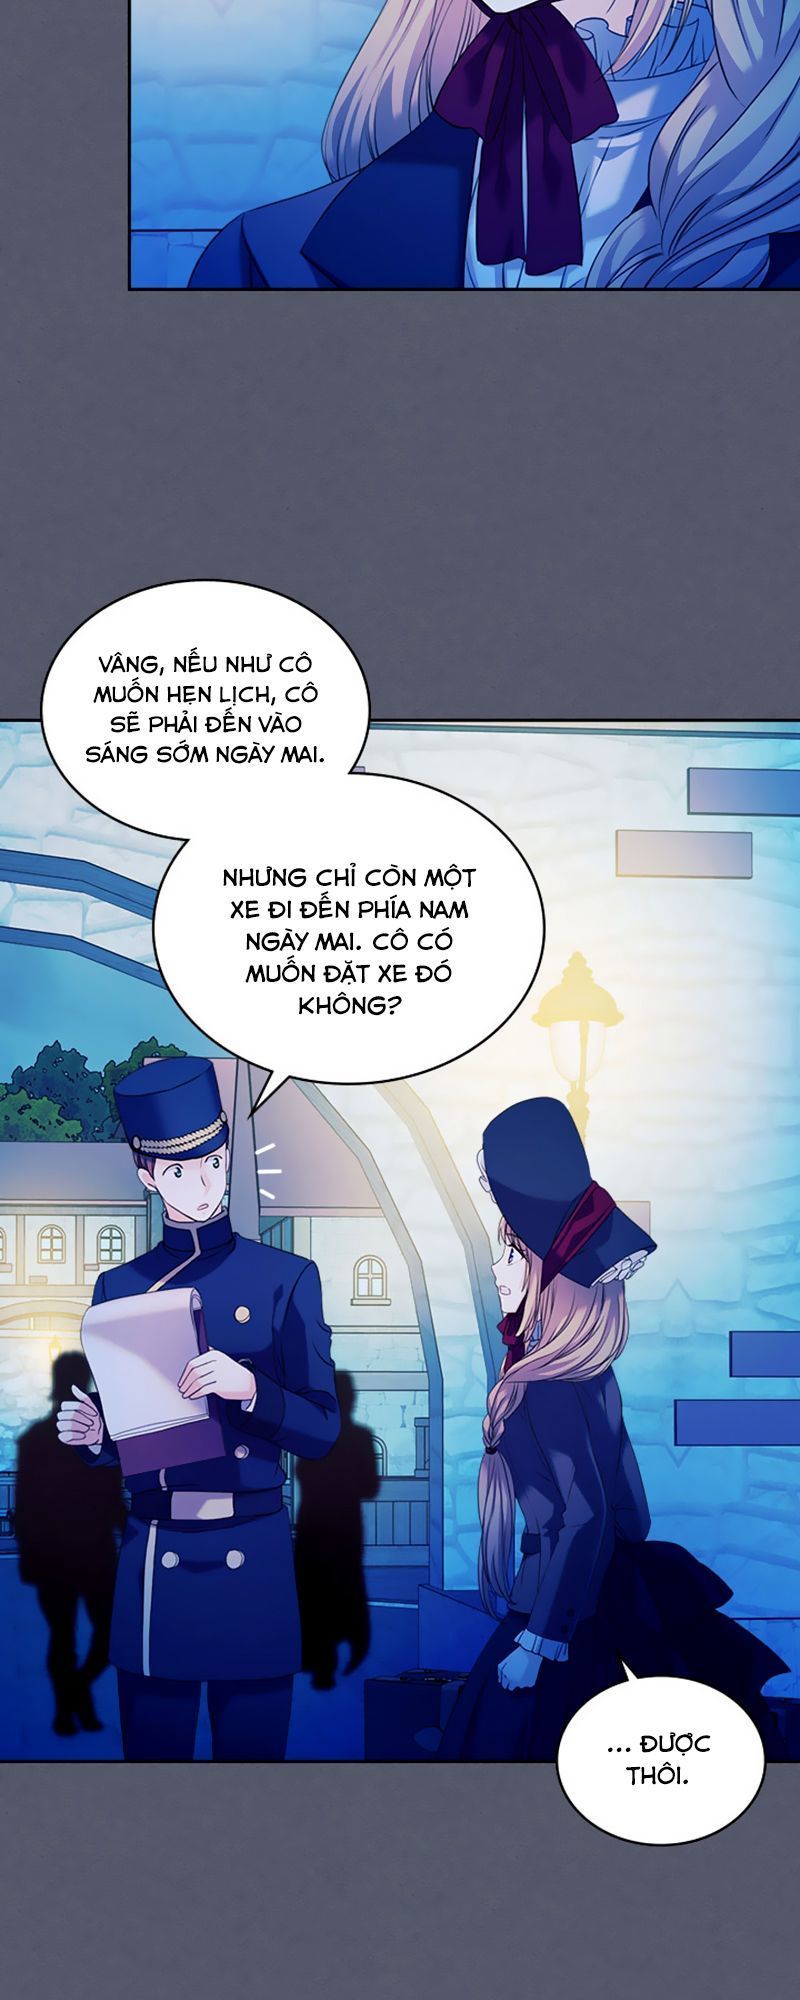 VÂNG, NẾU NHƯ CÔ
MUỐN HẸN LỊCH, CÔ
SẼ PHẢI ĐẾN VÀO
SÁNG SỚM NGÀY MAI.
NHƯNG CHỈ CÒN MỘT
XE ĐI ĐẾN PHÍA NAM
NGÀY MAI. CÔ CÓ
MUỐN ĐẶT XE ĐÓ
KHÔNG?
... ĐƯỢC
THÔI.